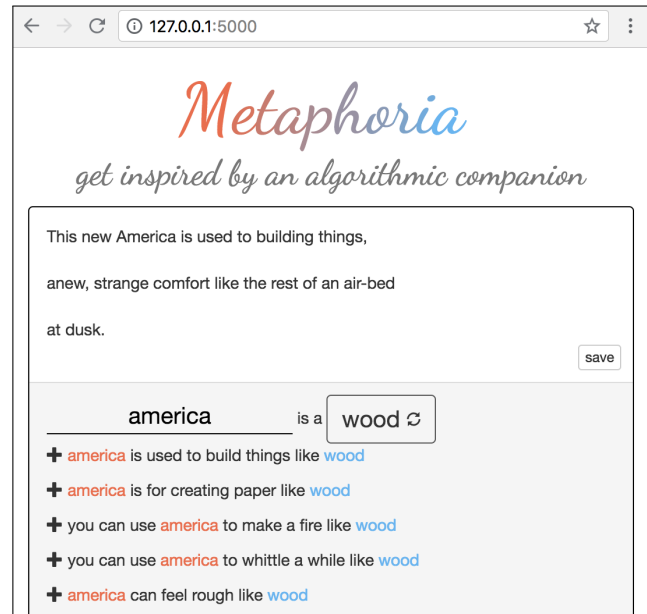 127.0.0.1:5000
Metaphoria
get inspired by an algorithmic companion
This new America is used to building things,
anew, strange comfort like the rest of an air-bed
at dusk.
save
america is a wood
america is used to build things like wood
america is for creating paper like wood
you can use america to make a fire like wood
you can use america to whittle a while like wood
america can feel rough like wood